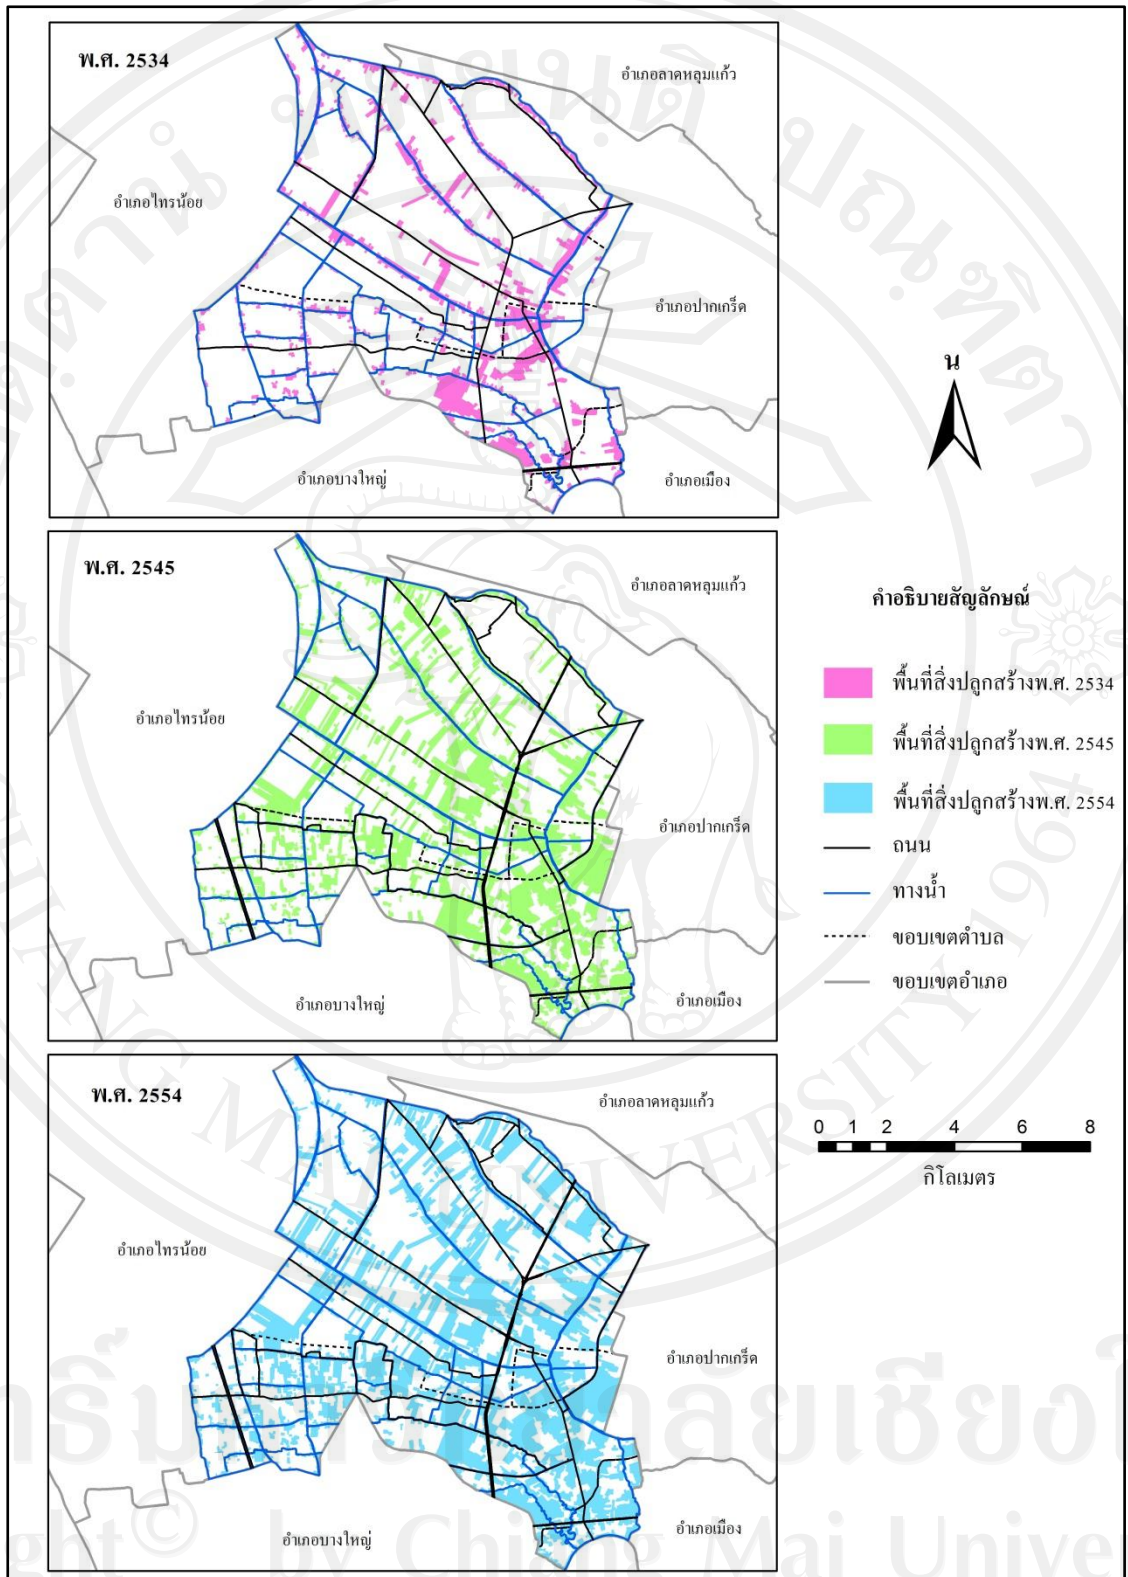 พ.ศ. 2534
อำเภอลาดหลุมแก้ว
อำเภอไทรน้อย
อำเภอปากเกร็ด
อำเภอบางใหญ่
อำเภอเมือง
น
พ.ศ. 2545
อำเภอลาดหลุมแก้ว
อำเภอไทรน้อย
อำเภอปากเกร็ด
อำเภอบางใหญ่
อำเภอเมือง
คำอธิบายสัญลักษณ์
พื้นที่สิ่งปลูกสร้างพ.ศ. 2534
พื้นที่สิ่งปลูกสร้างพ.ศ. 2545
พื้นที่สิ่งปลูกสร้างพ.ศ. 2554
ถนน
ทางน้ำ
ขอบเขตตำบล
ขอบเขตอำเภอ
พ.ศ. 2554
อำเภอลาดหลุมแก้ว
อำเภอไทรน้อย
อำเภอปากเกร็ด
อำเภอบางใหญ่
อำเภอเมือง
0 1 2 4 6 8
กิโลเมตร
CHIANG MAI UNIVERSITY 1964
by Chiang Mai